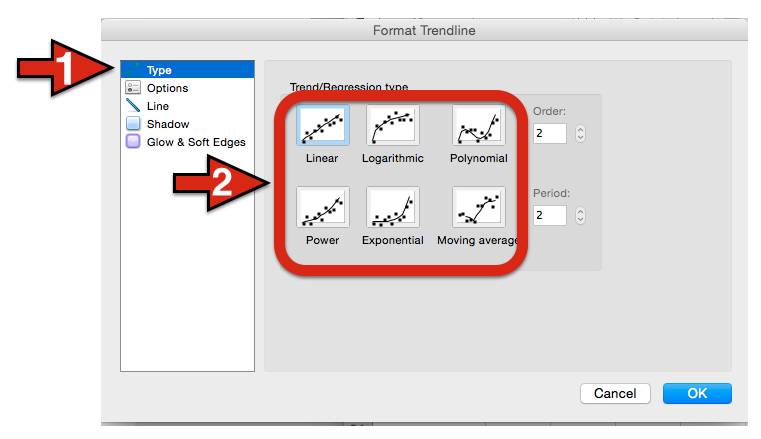 Format Trendline
1
Type
Options
Line
Shadow
Glow & Soft Edges
2
Trend/Regression type
Linear
Logarithmic
Polynomial
Order:
2
Power
Exponential
Moving average
Period:
2
Cancel
OK